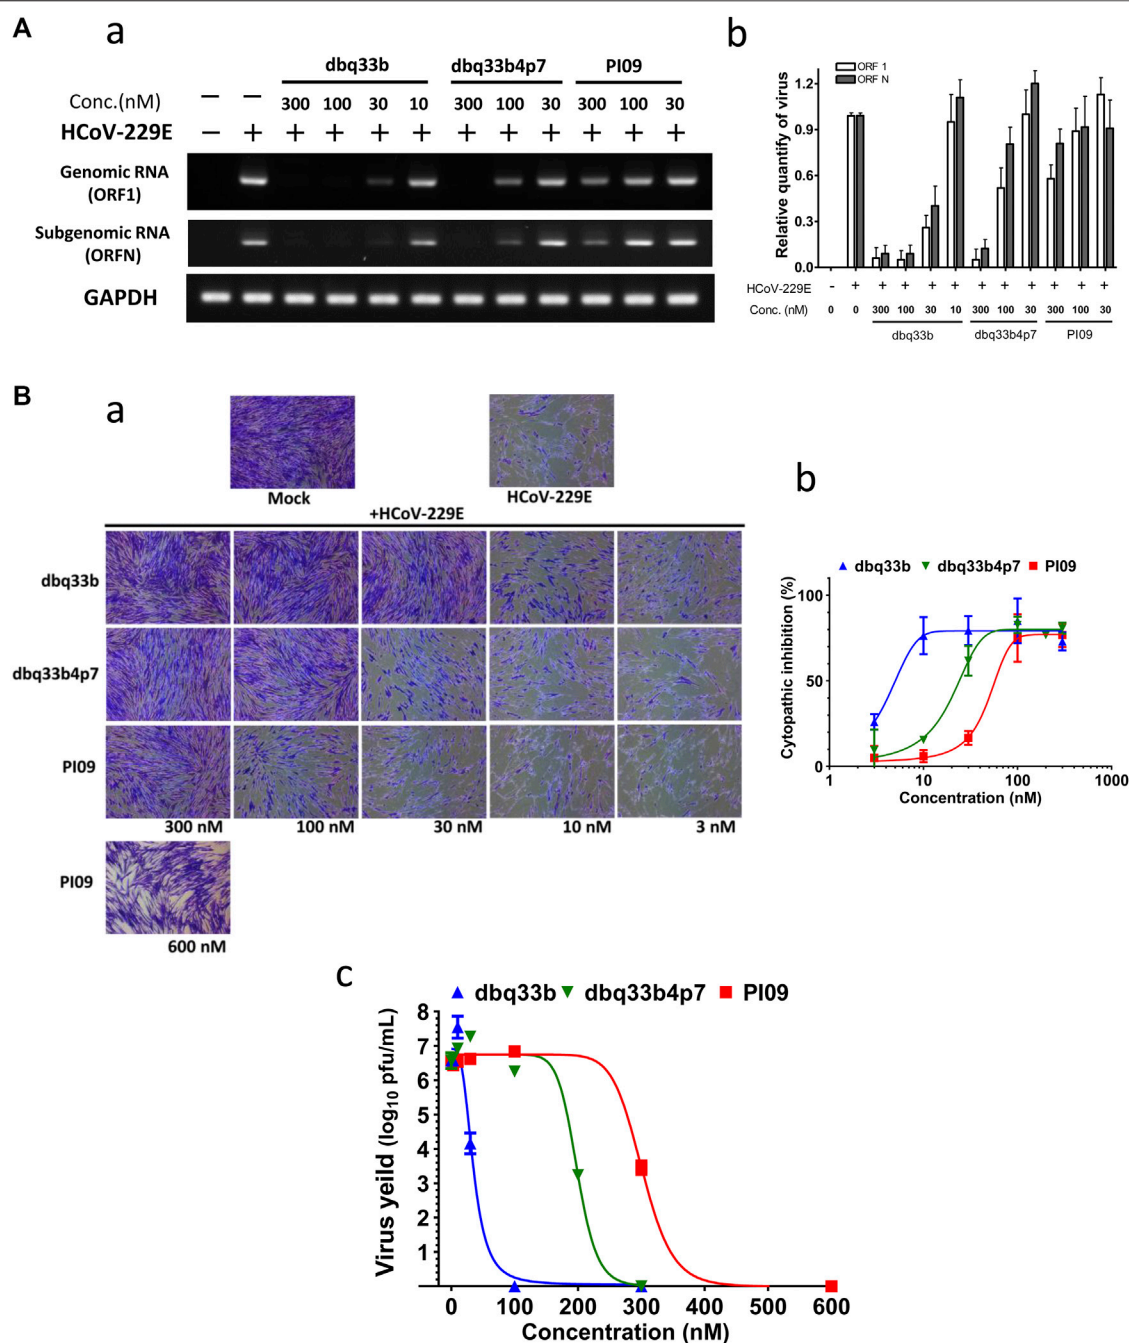 A
a
dbq33b dbq33b4p7 PI09
Conc.(nM) — — 300 100 30 10 300 100 30 300 100 30
HCoV-229E — + + + + + + + + + + +
Genomic RNA
(ORF1)
Subgenomic RNA
(ORFN)
GAPDH
b
ORF 1
ORF N
Relative quantify of virus
1.2
0.9
0.6
0.3
0.0
HCoV-229E - + + + + + + + + + + +
Conc. (nM) 0 0 300 100 30 10 300 100 30 300 100 30
dbq33b dbq33b4p7 PI09
B
a
Mock HCoV-229E
+HCoV-229E
dbq33b
dbq33b4p7
PI09
300 nM 100 nM 30 nM 10 nM 3 nM
PI09
600 nM
b
dbq33b dbq33b4p7 PI09
Cytopathic inhibition (%)
100
50
0
1 10 100 1000
Concentration (nM)
c
dbq33b dbq33b4p7 PI09
Virus yeild (log10 pfu/mL)
8
7
6
5
4
3
2
1
0 100 200 300 400 500 600
Concentration (nM)